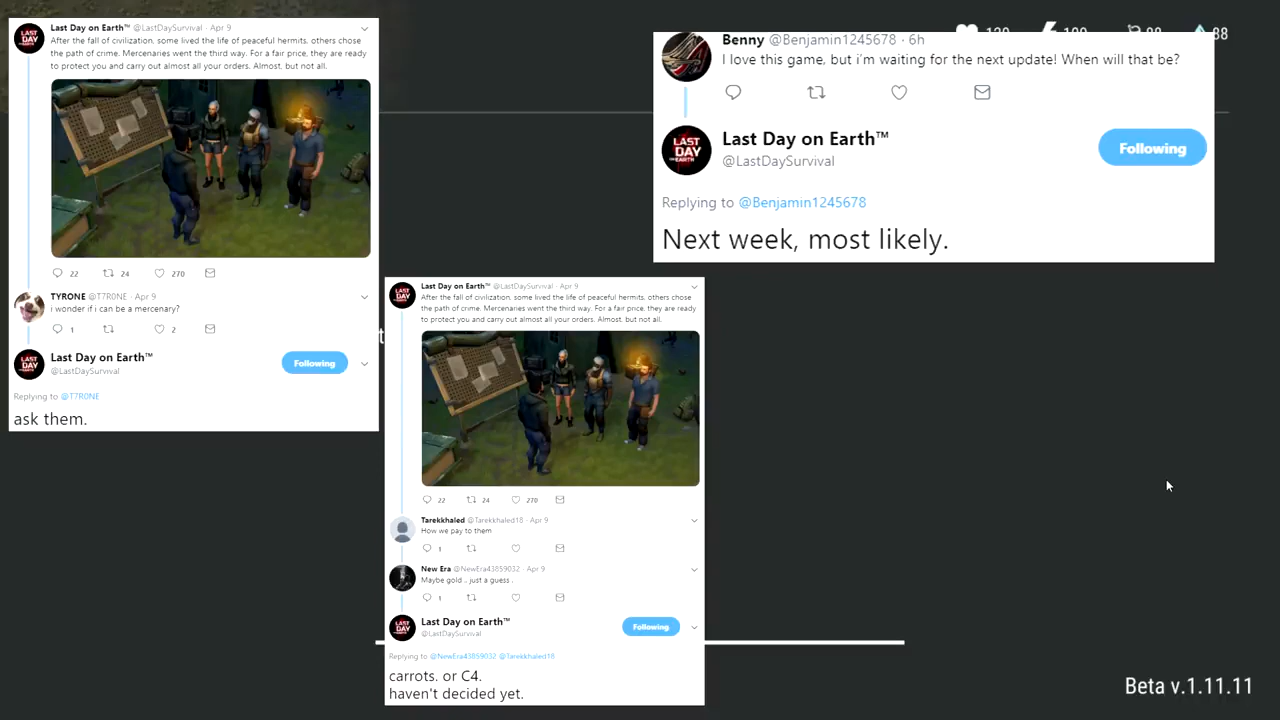 Last Day on Earth™ @LastDaySurvival · Apr 9
After the fall of civilization, some lived the life of peaceful hermits, others chose
the path of crime. Mercenaries went the third way. For a fair price, they are ready
to protect you and carry out almost all your orders. Almost, but not all.
22 24 270
TYRONE @T7R0NE · Apr 9
i wonder if i can be a mercenary?
1 2
LAST DAY ON EARTH
Last Day on Earth™
@LastDaySurvival
Following
Replying to @T7R0NE
ask them.
Last Day on Earth™ @LastDaySurvival · Apr 9
After the fall of civilization, some lived the life of peaceful hermits, others chose
the path of crime. Mercenaries went the third way. For a fair price, they are ready
to protect you and carry out almost all your orders. Almost, but not all.
22 24 270
Tarekkhaled @Tarekkhaled18 · Apr 9
How we pay to them
1
New Era @NewEra43859032 · Apr 9
Maybe gold .. just a guess .
1
Last Day on Earth™
@LastDaySurvival
Following
Replying to @NewEra43859032 @Tarekkhaled18
carrots. or C4.
haven't decided yet.
Benny @Benjamin1245678 · 6h
I love this game, but i'm waiting for the next update! When will that be?
LAST DAY ON EARTH
Last Day on Earth™
@LastDaySurvival
Following
Replying to @Benjamin1245678
Next week, most likely.
Beta v.1.11.11